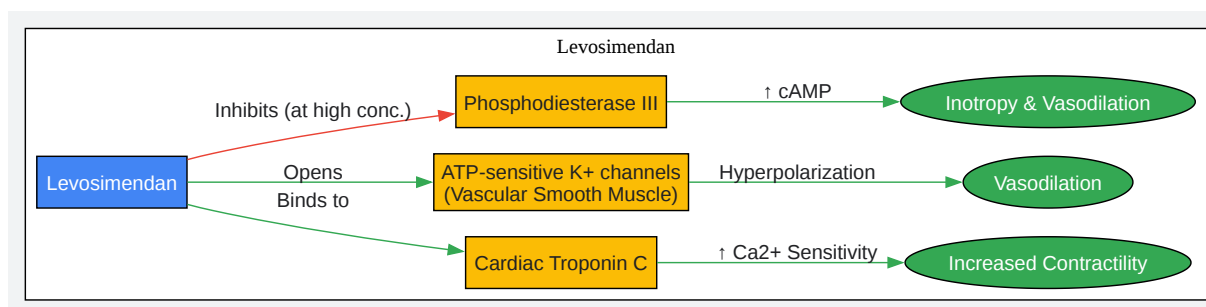 Levosimendan
Inhibits (at high conc.)
Phosphodiesterase III
↑ cAMP
Inotropy & Vasodilation
Levosimendan
Opens
ATP-sensitive K+ channels
(Vascular Smooth Muscle)
Hyperpolarization
Vasodilation
Binds to
Cardiac Troponin C
↑ Ca2+ Sensitivity
Increased Contractility